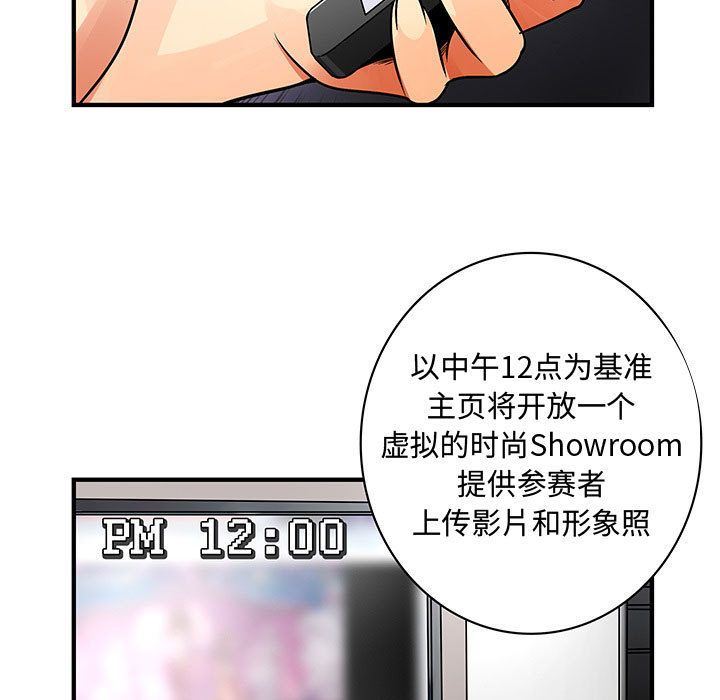 以中午12点为基准
主页将开放一个
虚拟的时尚Showroom
提供参赛者
上传影片和形象照
PM 12:00